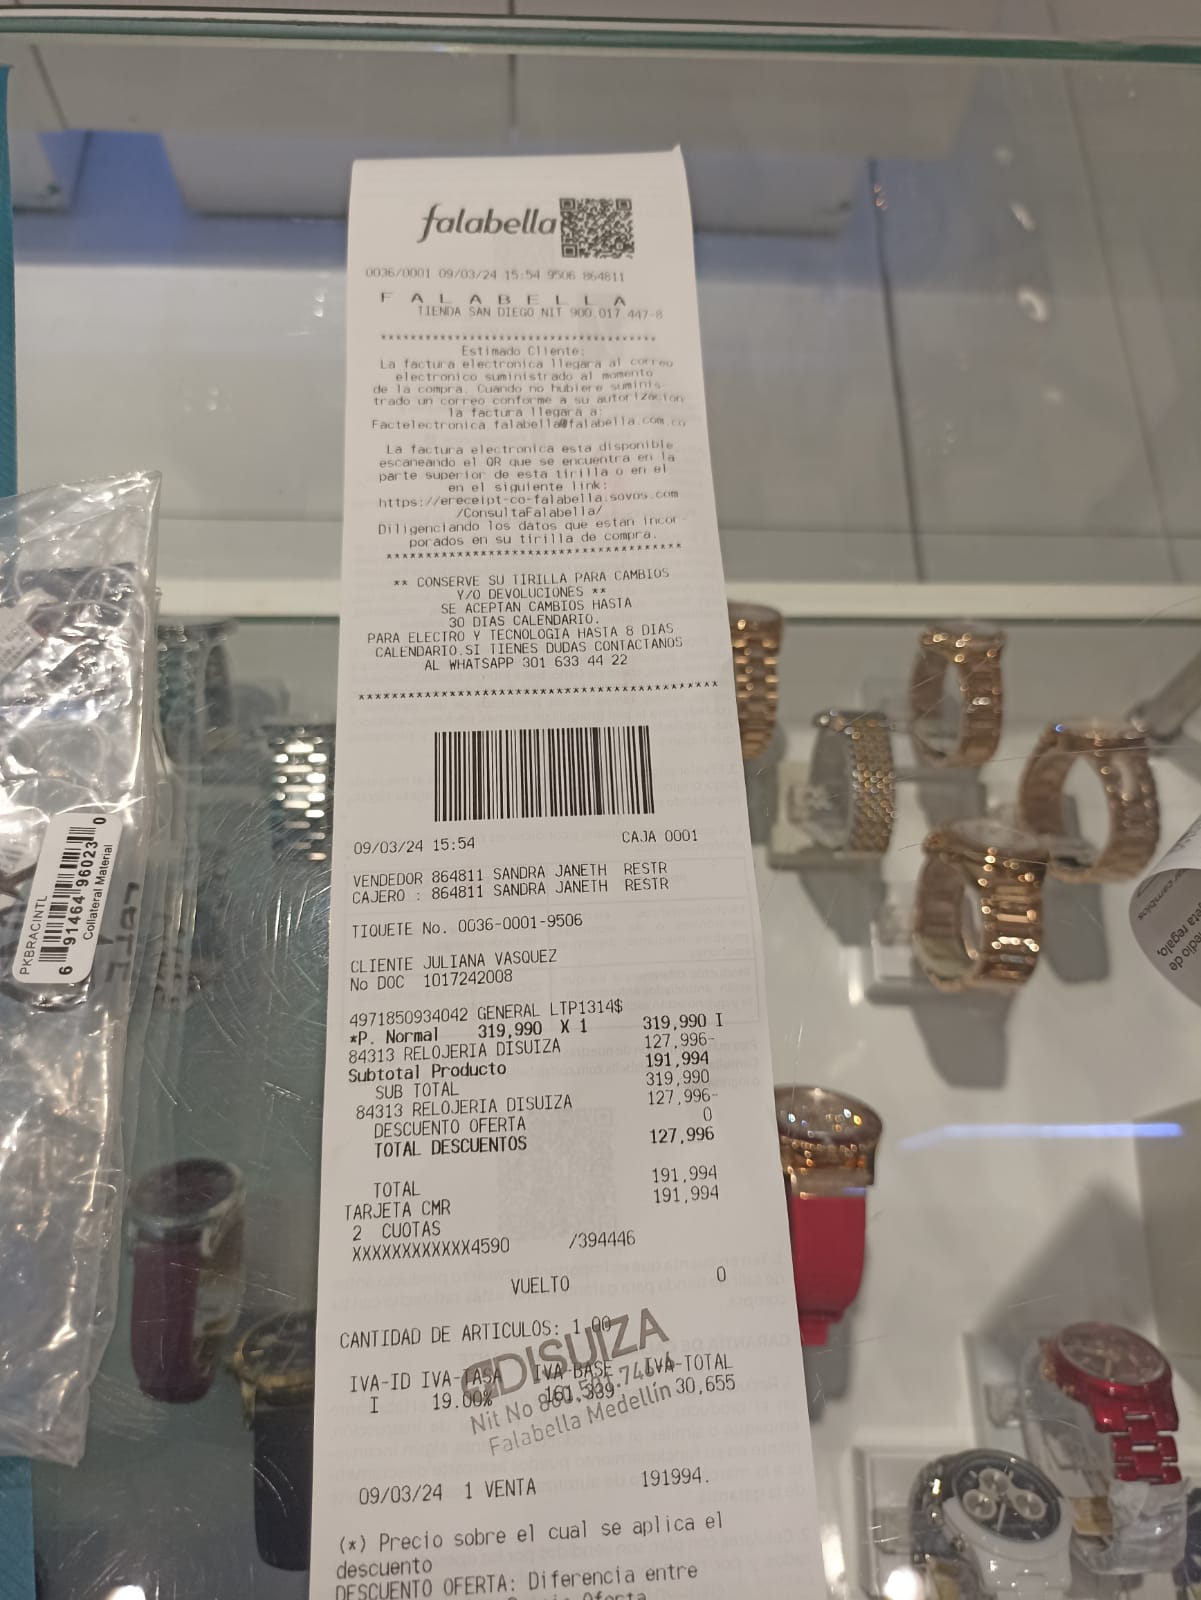 falabella
0036/0001 09/03/24 15:54 9506 864811
F A L A B E L L A
TIENDA SAN DIEGO NIT 900.017.447-8
************************************
Estimado Cliente:
La factura electronica llegara al correo
electronico suministrado al momento
de la compra. Cuando no hubiere suminis-
trado un correo conforme a su autorizacion
la factura llegara a:
Factelectronica falabella@falabella.com.co
La factura electronica esta disponible
escaneando el QR que se encuentra en la
parte superior de esta tirilla o en el
en el siguiente link:
https://ereceipt-co-falabella.sovos.com
/ConsultaFalabella/
Diligenciando los datos que estan incor-
porados en su tirilla de compra.
************************************
** CONSERVE SU TIRILLA PARA CAMBIOS
Y/O DEVOLUCIONES **
SE ACEPTAN CAMBIOS HASTA
30 DIAS CALENDARIO.
PARA ELECTRO Y TECNOLOGIA HASTA 8 DIAS
CALENDARIO.SI TIENES DUDAS CONTACTANOS
AL WHATSAPP 301 633 44 22
****************************************
09/03/24 15:54 CAJA 0001
VENDEDOR 864811 SANDRA JANETH RESTR
CAJERO : 864811 SANDRA JANETH RESTR
TIQUETE No. 0036-0001-9506
CLIENTE JULIANA VASQUEZ
No DOC 1017242008
4971850934042 GENERAL LTP1314$
*P. Normal 319,990 X 1 319,990 I
84313 RELOJERIA DISUIZA 127,996-
Subtotal Producto 191,994
SUB TOTAL 319,990
84313 RELOJERIA DISUIZA 127,996-
DESCUENTO OFERTA 0
TOTAL DESCUENTOS 127,996
TOTAL 191,994
TARJETA CMR 191,994
2 CUOTAS
XXXXXXXXXXXX4590 /394446
VUELTO 0
CANTIDAD DE ARTICULOS: 1.00
DISUIZA
IVA-ID IVA-TASA IVA-BASE IVA-TOTAL
I 19.00% 161,339 30,655
Nit No
Falabella Medellín
09/03/24 1 VENTA 191994.
(*) Precio sobre el cual se aplica el
descuento
DESCUENTO OFERTA: Diferencia entre
Oferta
PKBRACINTL
6 91464 96023 0
Collateral Material